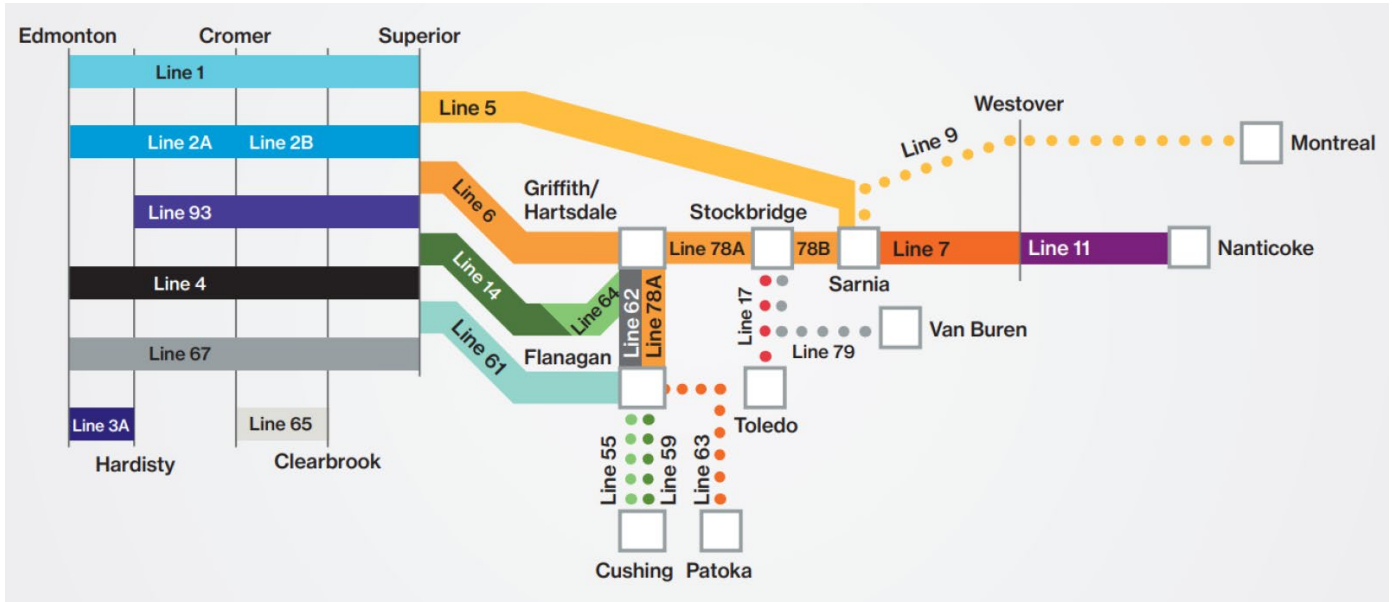 Edmonton
Cromer
Superior
Line 1
Line 5
Westover
Line 2A
Line 2B
Line 9
Montreal
Line 6
Griffith/
Hartsdale
Stockbridge
Line 93
Line 78A
78B
Line 7
Line 11
Nanticoke
Line 14
Line 64
Line 62
Line 78A
Sarnia
Line 4
Line 17
Van Buren
Line 61
Flanagan
Line 79
Line 67
Toledo
Line 3A
Line 65
Hardisty
Clearbrook
Line 55
Line 59
Line 63
Cushing
Patoka